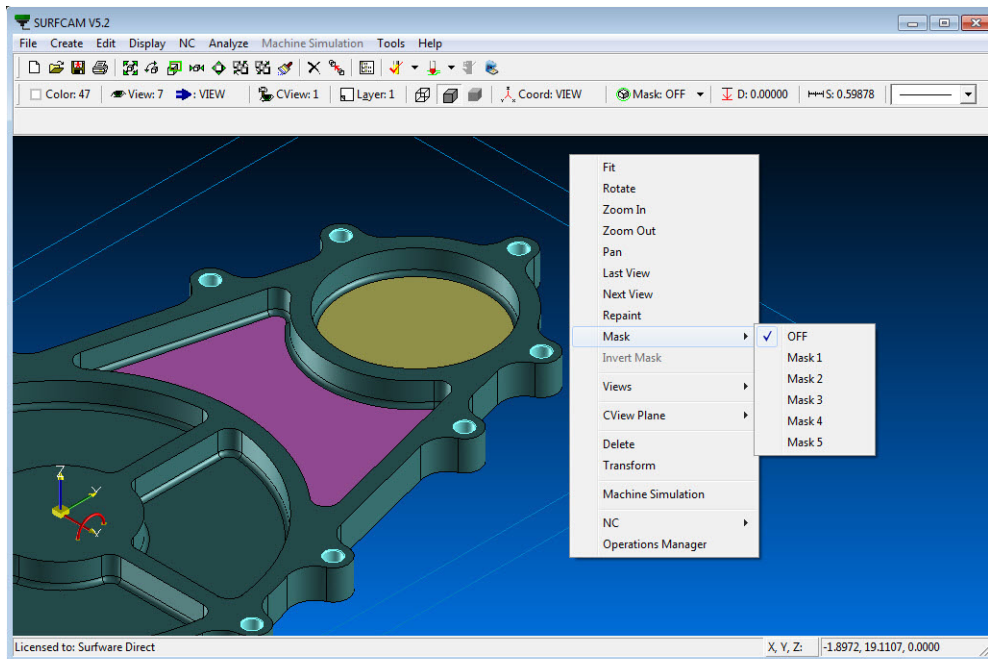 SURFCAM V5.2
File Create Edit Display NC Analyze Machine Simulation Tools Help
Color: 47 View: 7 : VIEW CView: 1 Layer: 1 Coord: VIEW Mask: OFF D: 0.00000 S: 0.59878
Fit
Rotate
Zoom In
Zoom Out
Pan
Last View
Next View
Repaint
Mask
Invert Mask
Views
CView Plane
Delete
Transform
Machine Simulation
NC
Operations Manager
OFF
Mask 1
Mask 2
Mask 3
Mask 4
Mask 5
Z
Y
Licensed to: Surfware Direct X, Y, Z: -1.8972, 19.1107, 0.0000